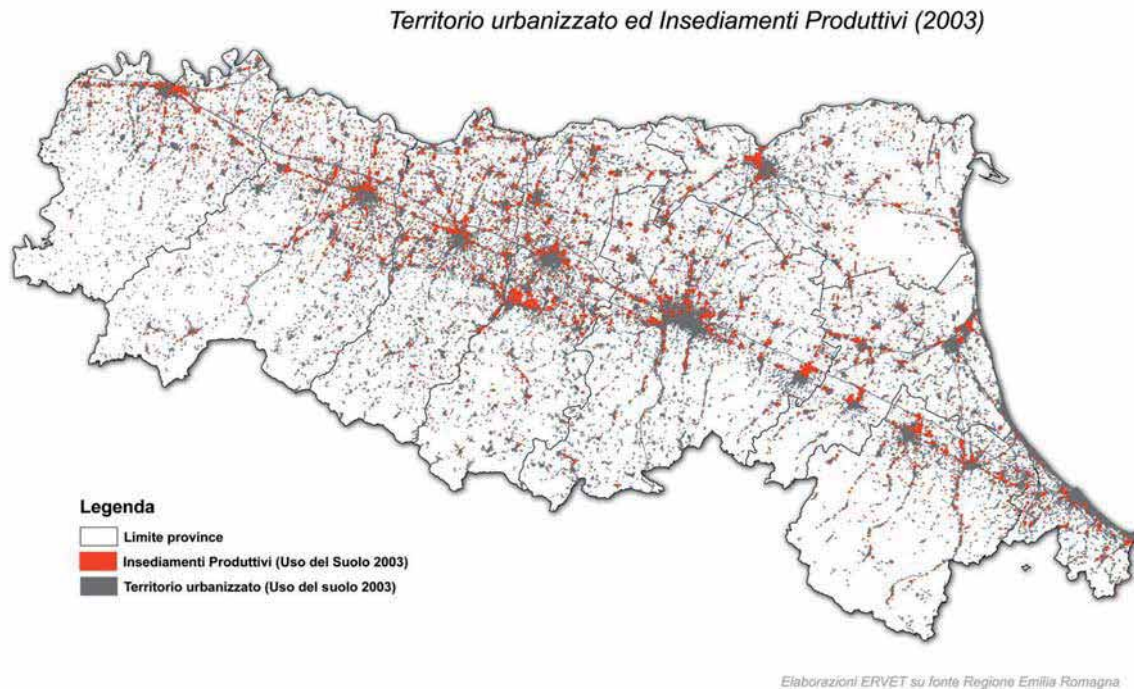 Territorio urbanizzato ed Insediamenti Produttivi (2003)
Legenda
Limite province
Insediamenti Produttivi (Uso del Suolo 2003)
Territorio urbanizzato (Uso del suolo 2003)
Elaborazioni ERVET su fonte Regione Emilia Romagna